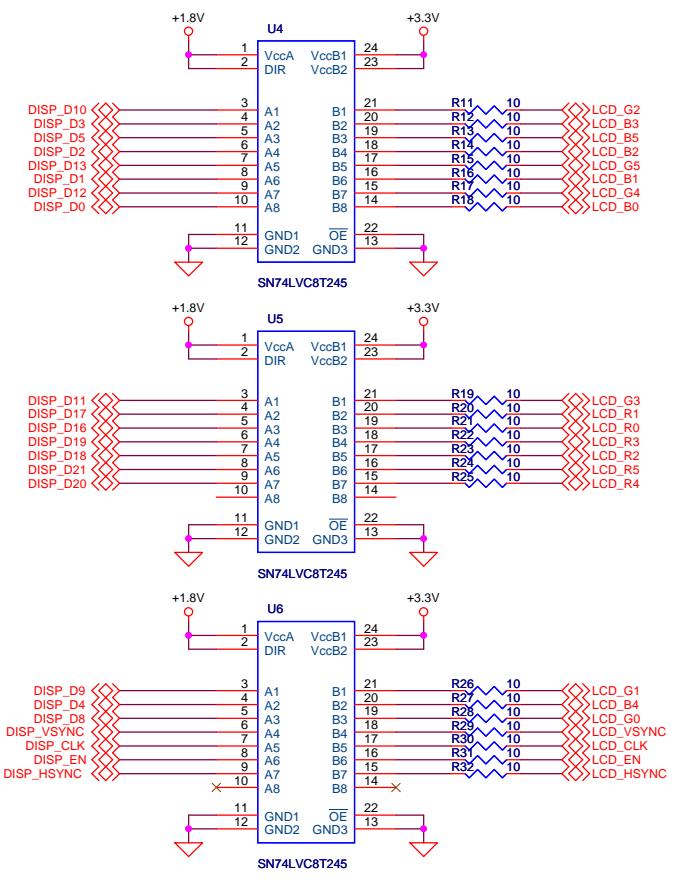 +1.8V +3.3V
U4
1 VccA VccB1 24
2 DIR VccB2 23
DISP_D10 3 A1 B1 21 R11 10 LCD_G2
DISP_D3 4 A2 B2 20 R12 10 LCD_B3
DISP_D5 5 A3 B3 19 R13 10 LCD_B5
DISP_D2 6 A4 B4 18 R14 10 LCD_B2
DISP_D13 7 A5 B5 17 R15 10 LCD_G5
DISP_D1 8 A6 B6 16 R16 10 LCD_B1
DISP_D12 9 A7 B7 15 R17 10 LCD_G4
DISP_D0 10 A8 B8 14 R18 10 LCD_B0
11 GND1 OE 22
12 GND2 GND3 13
SN74LVC8T245
+1.8V +3.3V
U5
1 VccA VccB1 24
2 DIR VccB2 23
DISP_D11 3 A1 B1 21 R19 10 LCD_G3
DISP_D17 4 A2 B2 20 R20 10 LCD_R1
DISP_D16 5 A3 B3 19 R21 10 LCD_R0
DISP_D19 6 A4 B4 18 R22 10 LCD_R3
DISP_D18 7 A5 B5 17 R23 10 LCD_R2
DISP_D21 8 A6 B6 16 R24 10 LCD_R5
DISP_D20 9 A7 B7 15 R25 10 LCD_R4
10 A8 B8 14
11 GND1 OE 22
12 GND2 GND3 13
SN74LVC8T245
+1.8V +3.3V
U6
1 VccA VccB1 24
2 DIR VccB2 23
DISP_D9 3 A1 B1 21 R26 10 LCD_G1
DISP_D4 4 A2 B2 20 R27 10 LCD_B4
DISP_D8 5 A3 B3 19 R28 10 LCD_G0
DISP_VSYNC 6 A4 B4 18 R29 10 LCD_VSYNC
DISP_CLK 7 A5 B5 17 R30 10 LCD_CLK
DISP_EN 8 A6 B6 16 R31 10 LCD_EN
DISP_HSYNC 9 A7 B7 15 R32 10 LCD_HSYNC
10 A8 B8 14
11 GND1 OE 22
12 GND2 GND3 13
SN74LVC8T245